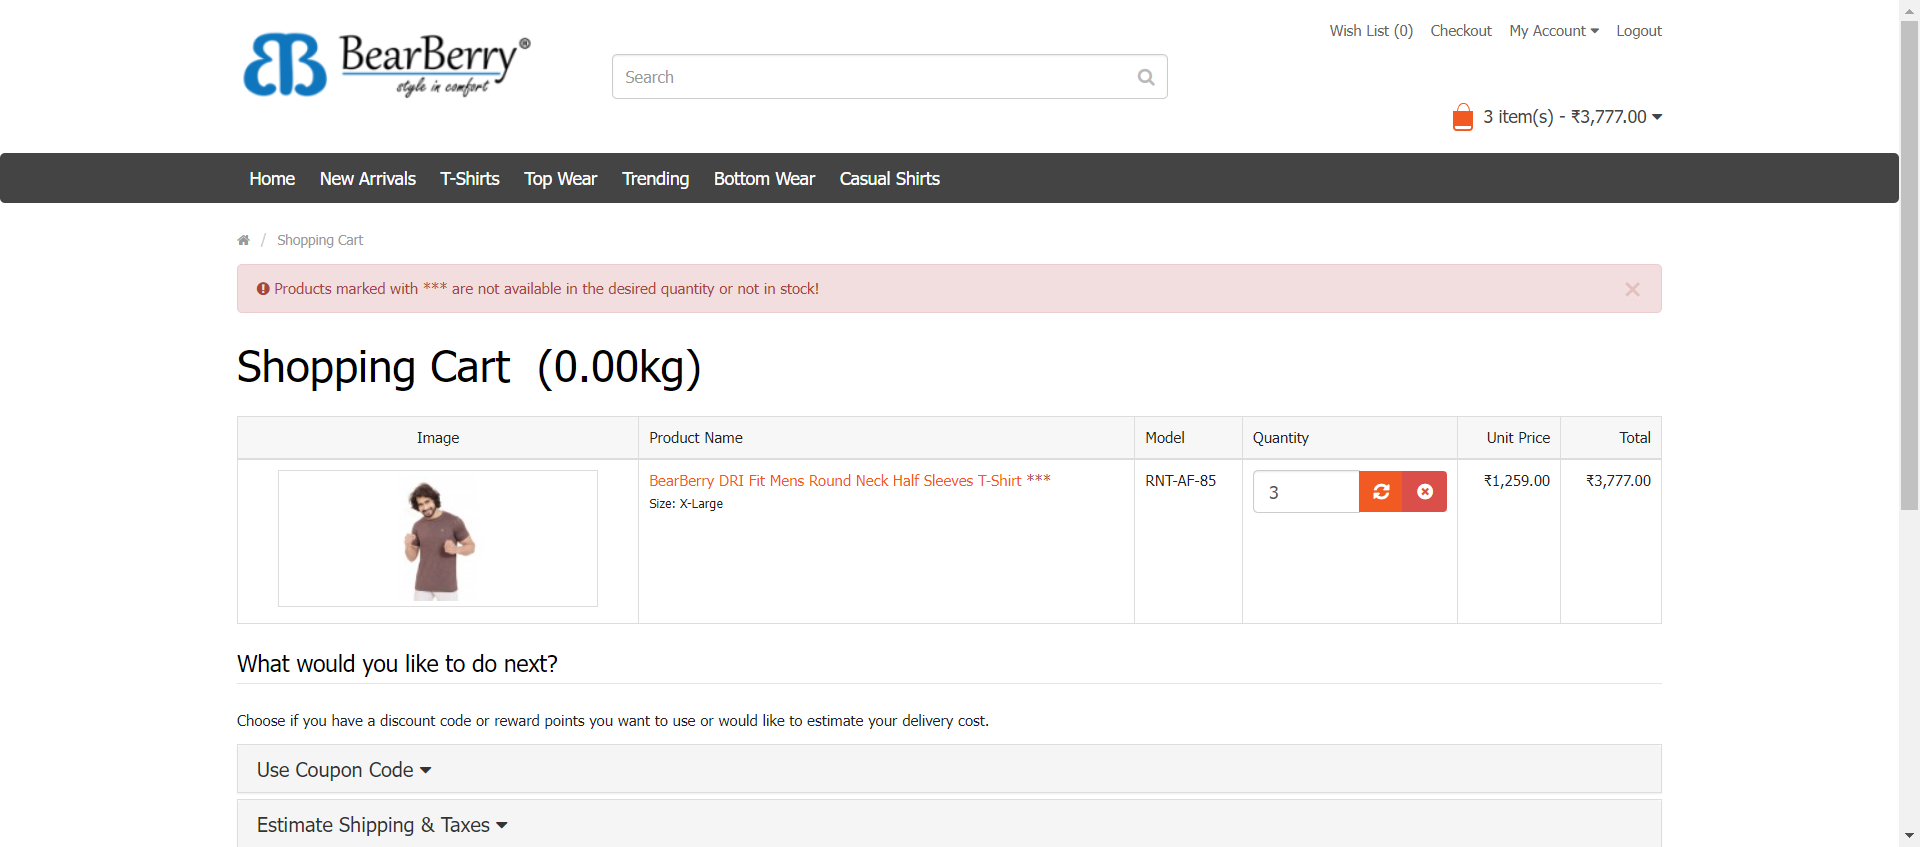 BearBerry®
style in comfort
Search
Wish List (0) Checkout My Account Logout
3 item(s) - ₹3,777.00
Home New Arrivals T-Shirts Top Wear Trending Bottom Wear Casual Shirts
/ Shopping Cart
Products marked with *** are not available in the desired quantity or not in stock!
Shopping Cart (0.00kg)
Image Product Name Model Quantity Unit Price Total
BearBerry DRI Fit Mens Round Neck Half Sleeves T-Shirt *** RNT-AF-85 3 ₹1,259.00 ₹3,777.00
Size: X-Large
What would you like to do next?
Choose if you have a discount code or reward points you want to use or would like to estimate your delivery cost.
Use Coupon Code
Estimate Shipping & Taxes